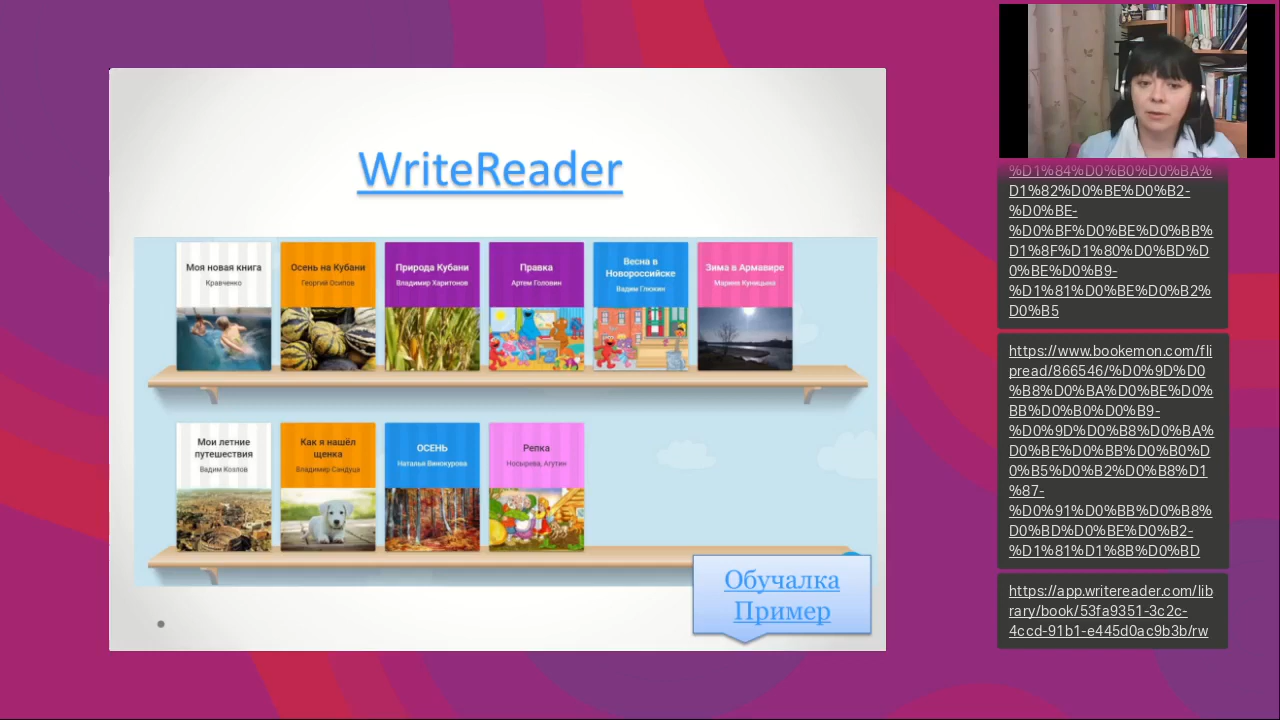 WriteReader
Моя новая книга
Кравченко
Осень на Кубани
Георгий Осипов
Природа Кубани
Владимир Харитонов
Правка
Артем Головин
Весна в
Новороссийске
Вадим Глюкин
Зима в Армавире
Мария Куницына
Мои летние
путешествия
Вадим Козлов
Как я нашёл
щенка
Владимир Сандуца
ОСЕНЬ
Наталья Винокурова
Репка
Носырева, Агутин
Обучалка
Пример
%D1%84%D0%B0%D0%BA%
D1%82%D0%BE%D0%B2-
%D0%BE-
%D0%BF%D0%BE%D0%BB%
D1%8F%D1%80%D0%BD%D
0%BE%D0%B9-
%D1%81%D0%BE%D0%B2%
D0%B5
https://www.bookemon.com/fli
pread/866546/%D0%9D%D0
%B8%D0%BA%D0%BE%D0%
BB%D0%B0%D0%B9-
%D0%9D%D0%B8%D0%BA%
D0%BE%D0%BB%D0%B0%D
0%B5%D0%B2%D0%B8%D1
%87-
%D0%91%D0%BB%D0%B8%
D0%BD%D0%BE%D0%B2-
%D1%81%D1%8B%D0%BD
https://app.writereader.com/lib
rary/book/53fa9351-3c2c-
4ccd-91b1-e445d0ac9b3b/rw